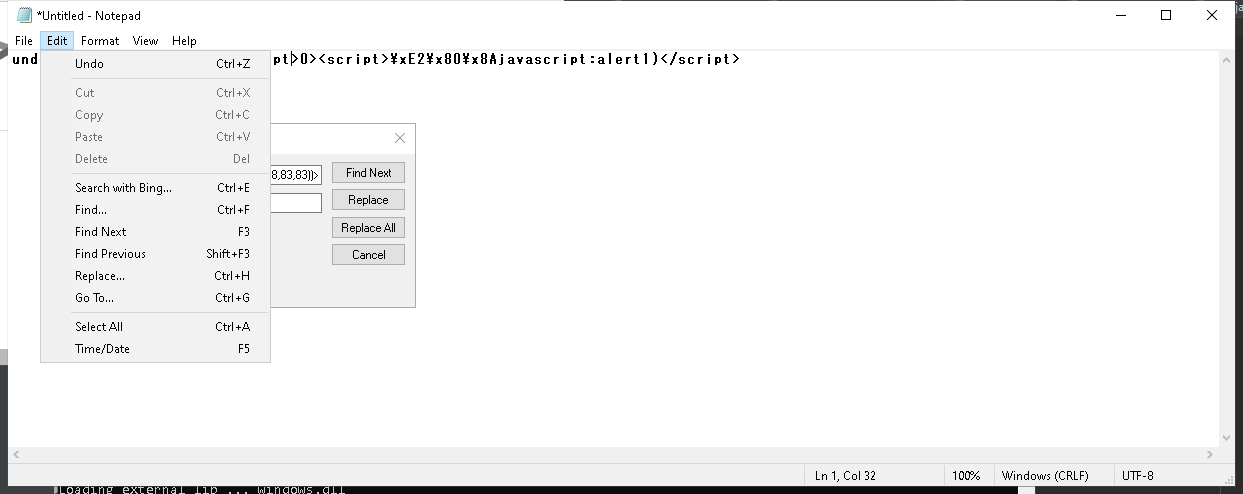 *Untitled - Notepad
File Edit Format View Help
und pt>0><script>¥xE2¥x80¥x8Ajavascript:alert1)</script>
Undo Ctrl+Z
Cut Ctrl+X
Copy Ctrl+C
Paste Ctrl+V
Delete Del
Search with Bing... Ctrl+E
Find... Ctrl+F
Find Next F3
Find Previous Shift+F3
Replace... Ctrl+H
Go To... Ctrl+G
Select All Ctrl+A
Time/Date F5
8,83,83))>
Find Next
Replace
Replace All
Cancel
Ln 1, Col 32 100% Windows (CRLF) UTF-8
Loading external lib ... windows.dll